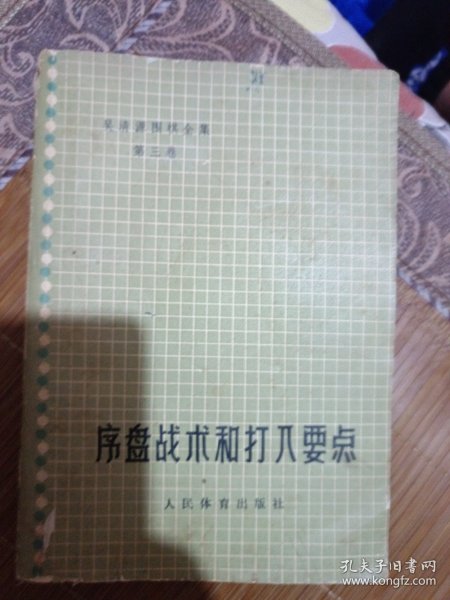 吴清源围棋全集
第三卷
序盘战术和打入要点
人民体育出版社
孔夫子旧书网
www.kongfz.com